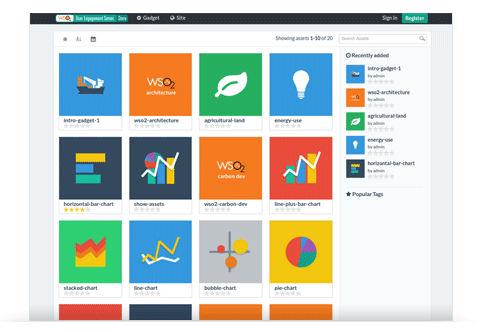 WSO2 User Engagement Server Store Gadget Site Sign in Register
Showing assets 1-10 of 20 Search Assets
Recently added
intro-gadget-1
by admin
wso2-architecture
by admin
agricultural-land
by admin
energy-use
by admin
horizontal-bar-chart
by admin
Popular Tags
WSO2
architecture
intro-gadget-1 wso2-architecture agricultural-land energy-use
WSO2
carbon dev
horizontal-bar-chart show-assets wso2-carbon-dev line-plus-bar-chart
stacked-chart line-chart bubble-chart pie-chart